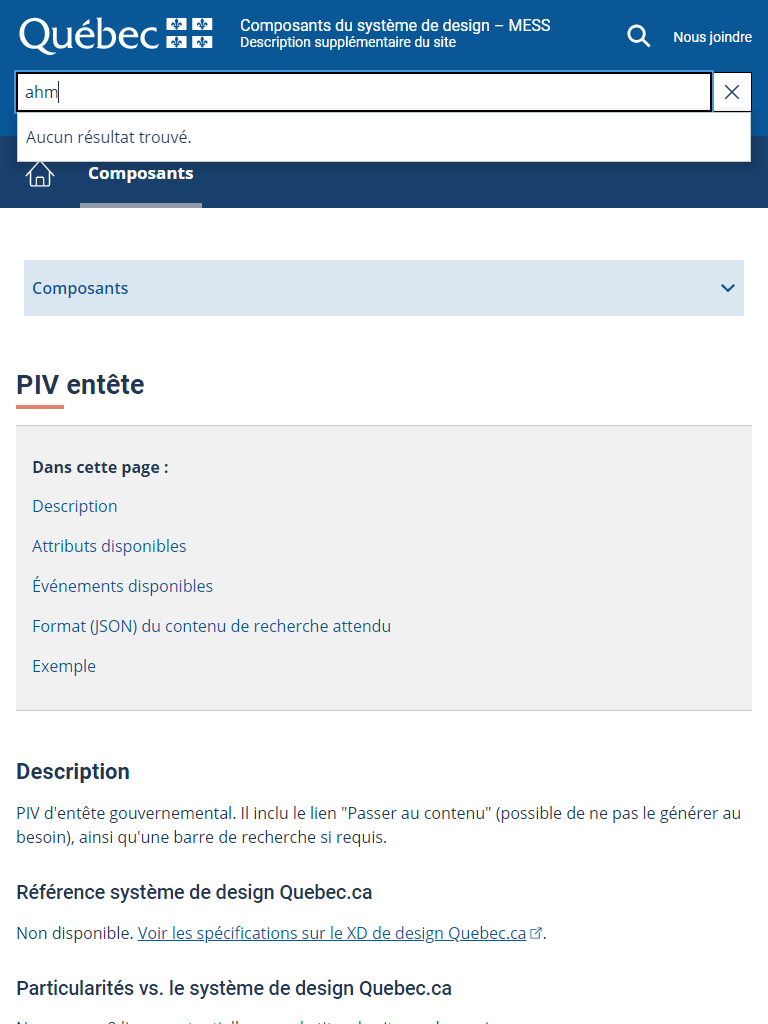 Québec
Composants du système de design – MESS
Description supplémentaire du site
Nous joindre
ahm
Aucun résultat trouvé.
Composants
Composants
PIV entête
Dans cette page :
Description
Attributs disponibles
Événements disponibles
Format (JSON) du contenu de recherche attendu
Exemple
Description
PIV d'entête gouvernemental. Il inclu le lien "Passer au contenu" (possible de ne pas le générer au
besoin), ainsi qu'une barre de recherche si requis.
Référence système de design Quebec.ca
Non disponible. Voir les spécifications sur le XD de design Quebec.ca.
Particularités vs. le système de design Quebec.ca